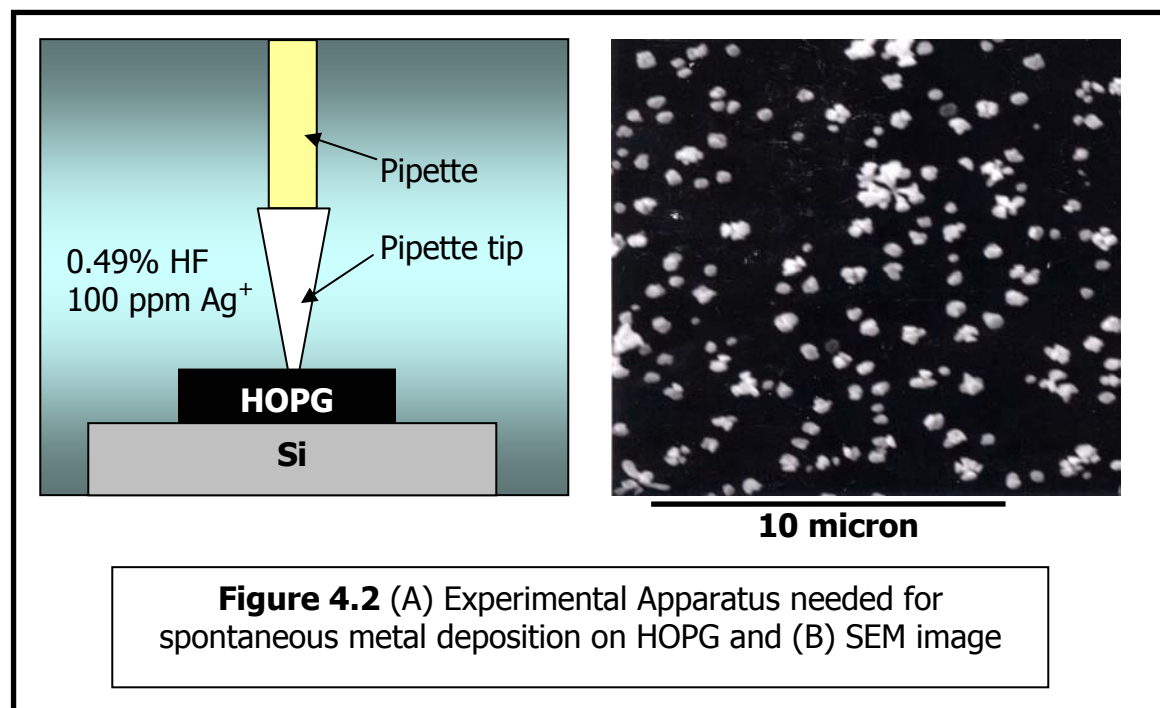 Pipette
Pipette tip
0.49% HF
100 ppm Ag⁺
HOPG
Si
10 micron
Figure 4.2 (A) Experimental Apparatus needed for
spontaneous metal deposition on HOPG and (B) SEM image